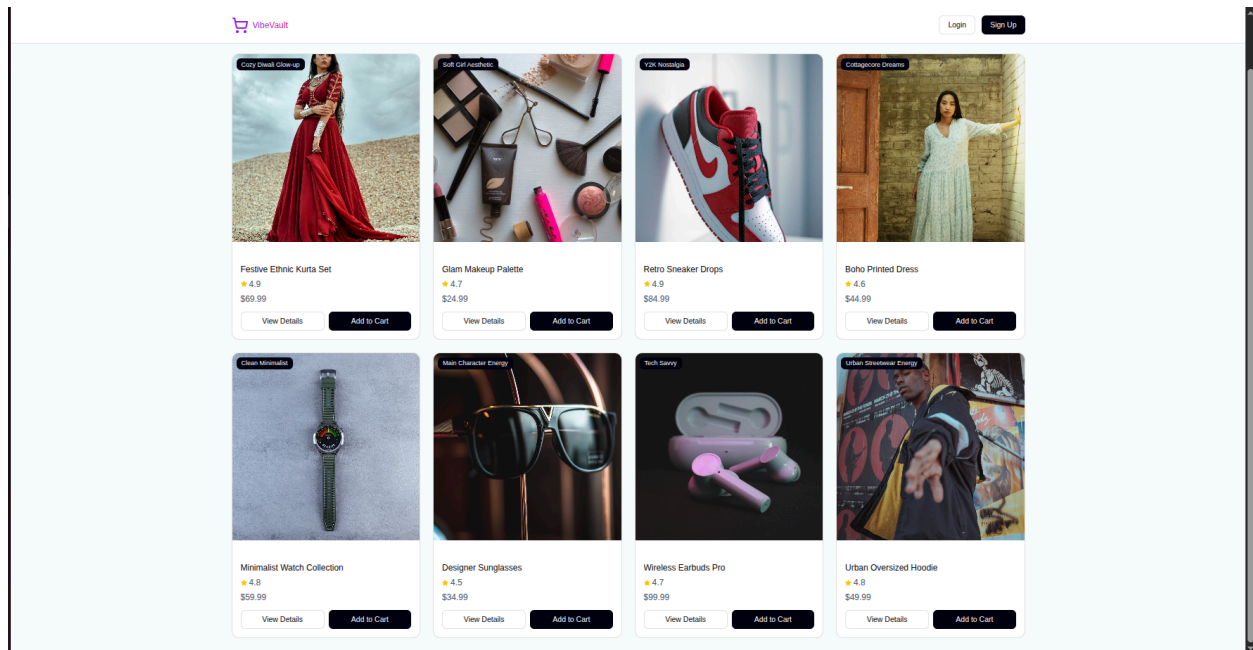 VibeVault
Login
Sign Up
Cozy Diwali Glow-up
Soft Girl Aesthetic
Y2K Nostalgia
Cottagecore Dreams
Festive Ethnic Kurta Set
Glam Makeup Palette
Retro Sneaker Drops
Boho Printed Dress
4.9
4.7
4.9
4.6
$69.99
$24.99
$84.99
$44.99
View Details
Add to Cart
View Details
Add to Cart
View Details
Add to Cart
View Details
Add to Cart
Clean Minimalist
Main Character Energy
Tech Savvy
Urban Streetwear Energy
Minimalist Watch Collection
Designer Sunglasses
Wireless Earbuds Pro
Urban Oversized Hoodie
4.8
4.5
4.7
4.8
$59.99
$34.99
$99.99
$49.99
View Details
Add to Cart
View Details
Add to Cart
View Details
Add to Cart
View Details
Add to Cart